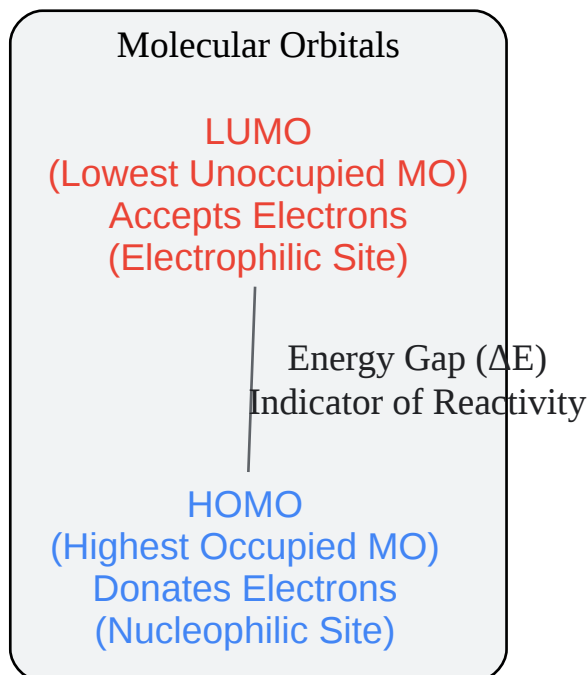 Molecular Orbitals
LUMO
(Lowest Unoccupied MO)
Accepts Electrons
(Electrophilic Site)
Energy Gap (ΔE)
Indicator of Reactivity
HOMO
(Highest Occupied MO)
Donates Electrons
(Nucleophilic Site)